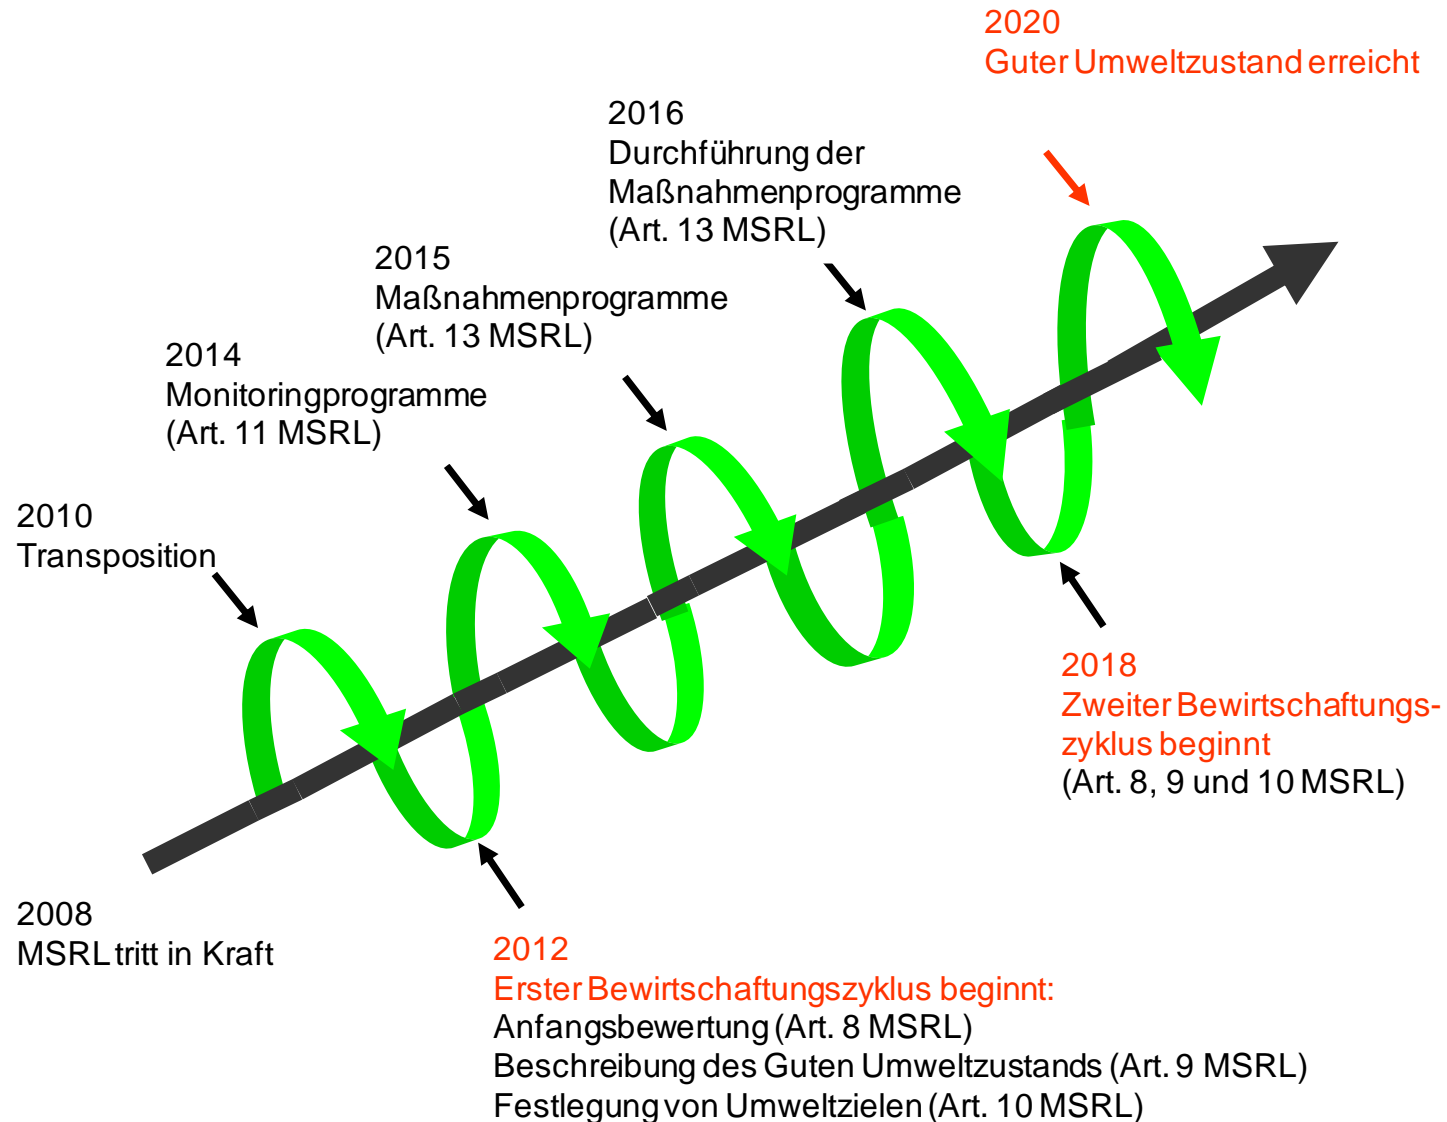 2020
Guter Umweltzustand erreicht
2016
Durchführung der
Maßnahmenprogramme
(Art. 13 MSRL)
2015
Maßnahmenprogramme
(Art. 13 MSRL)
2014
Monitoringprogramme
(Art. 11 MSRL)
2010
Transposition
2018
Zweiter Bewirtschaftungs-
zyklus beginnt
(Art. 8, 9 und 10 MSRL)
2008
MSRL tritt in Kraft
2012
Erster Bewirtschaftungszyklus beginnt:
Anfangsbewertung (Art. 8 MSRL)
Beschreibung des Guten Umweltzustands (Art. 9 MSRL)
Festlegung von Umweltzielen (Art. 10 MSRL)